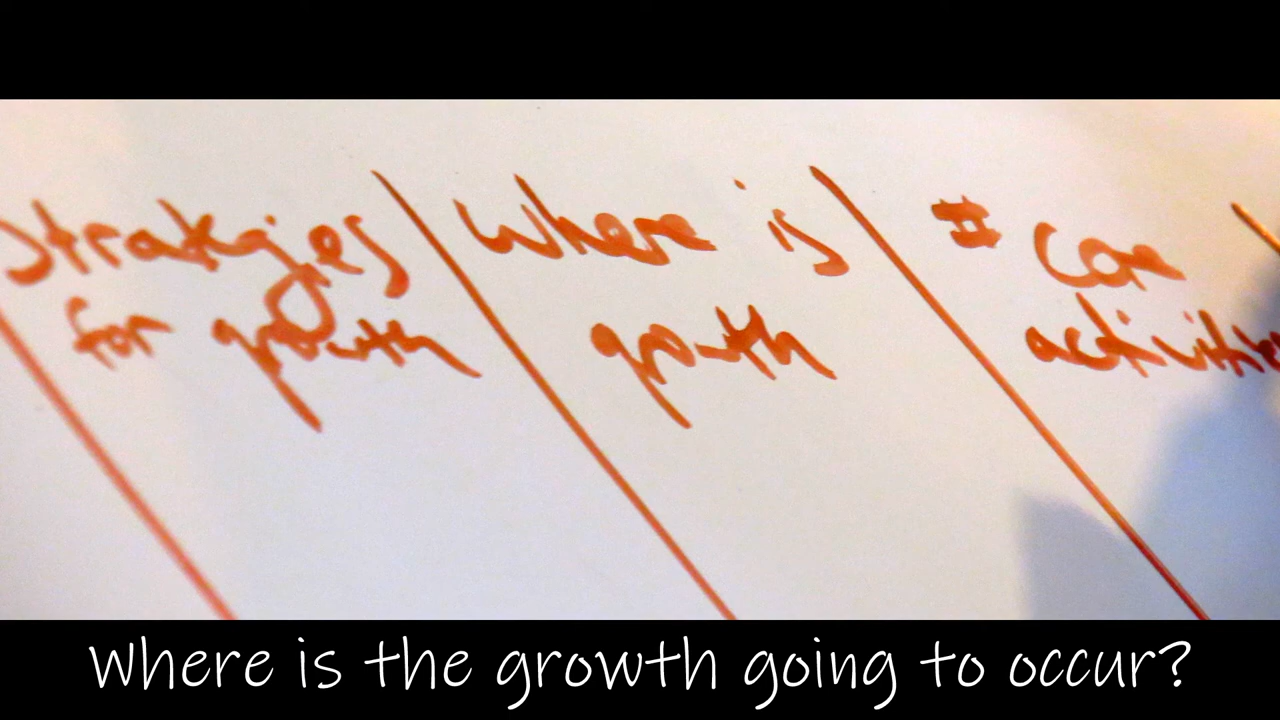 Strategies
for growth
Where is
growth
# Core
activities
Where is the growth going to occur?